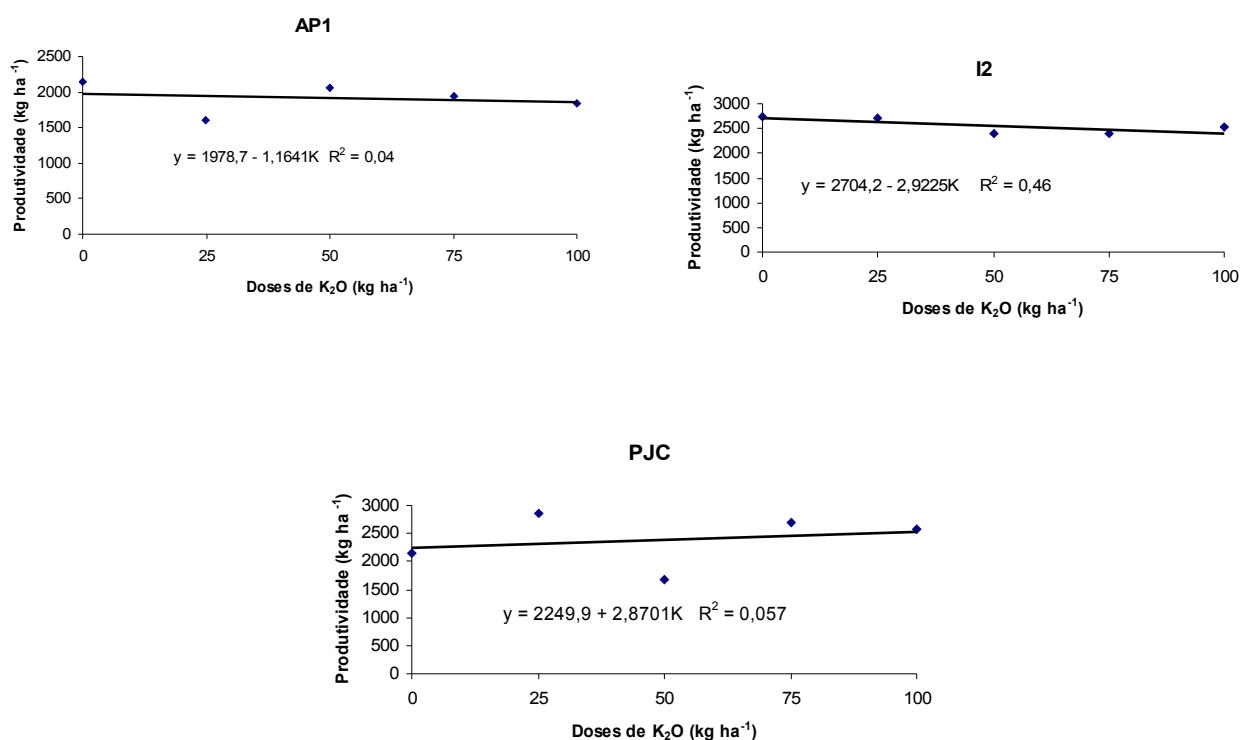 AP1
Produtividade (kg ha⁻¹)
2500
2000
1500
1000
500
0
y = 1978,7 - 1,1641K R² = 0,04
0 25 50 75 100
Doses de K₂O (kg ha⁻¹)
I2
Produtividade (kg ha⁻¹)
3000
2500
2000
1500
1000
500
0
y = 2704,2 - 2,9225K R² = 0,46
0 25 50 75 100
Doses de K₂O (kg ha⁻¹)
PJC
Produtividade (kg ha⁻¹)
3000
2500
2000
1500
1000
500
0
y = 2249,9 + 2,8701K R² = 0,057
0 25 50 75 100
Doses de K₂O (kg ha⁻¹)